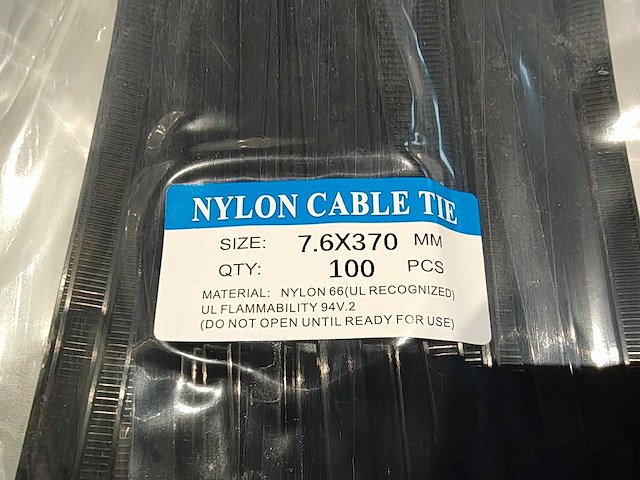 NYLON CABLE TIE
SIZE: 7.6X370 MM
QTY: 100 PCS
MATERIAL: NYLON 66(UL RECOGNIZED)
UL FLAMMABILITY 94V.2
(DO NOT OPEN UNTIL READY FOR USE)